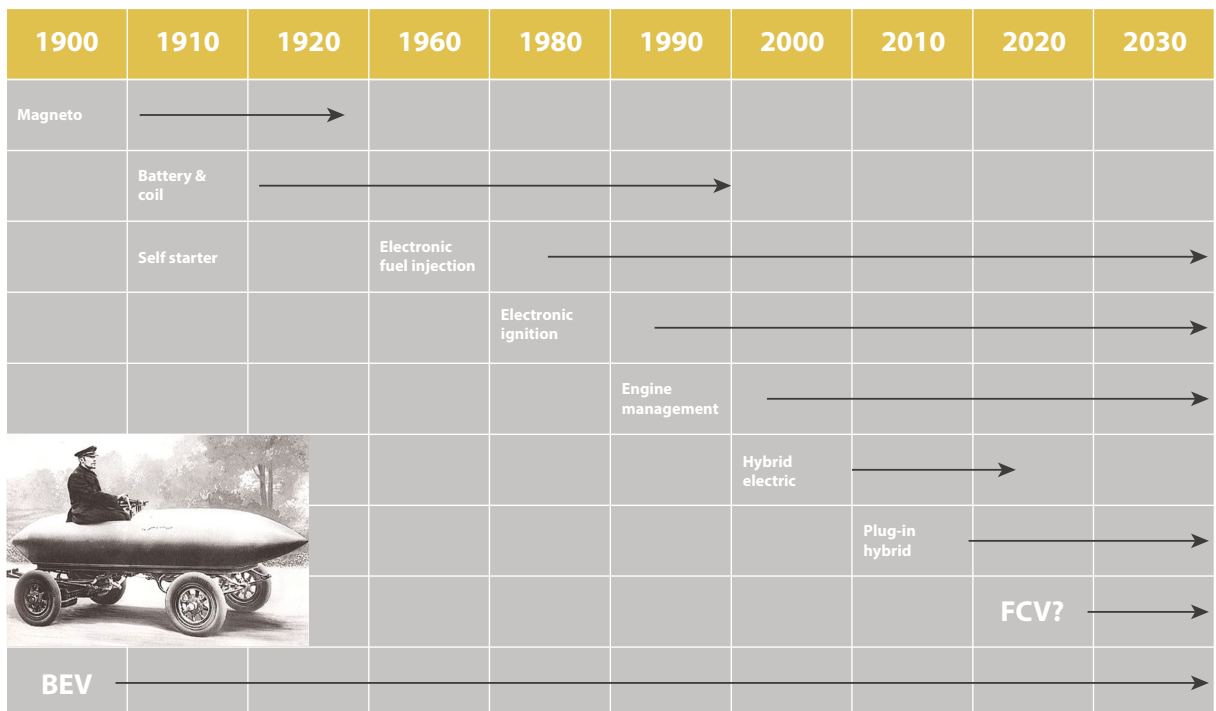 1900 1910 1920 1960 1980 1990 2000 2010 2020 2030
Magneto
Battery &
coil
Self starter
Electronic
fuel injection
Electronic
ignition
Engine
management
Hybrid
electric
Plug-in
hybrid
FCV?
BEV